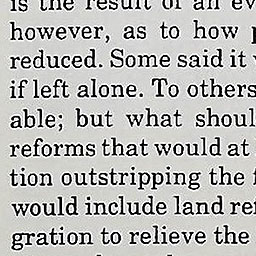 is the result of an ev
however, as to how
reduced. Some said it
if left alone. To others
able; but what shoul
reforms that would at
tion outstripping the
would include land ref
gration to relieve the